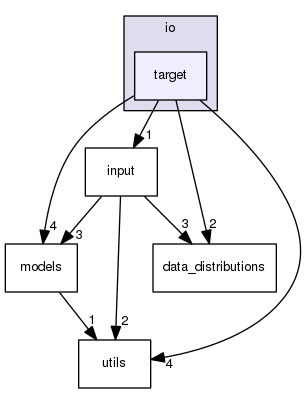 io
target
1
input
4
3
3
2
models
data_distributions
1
2
utils
4